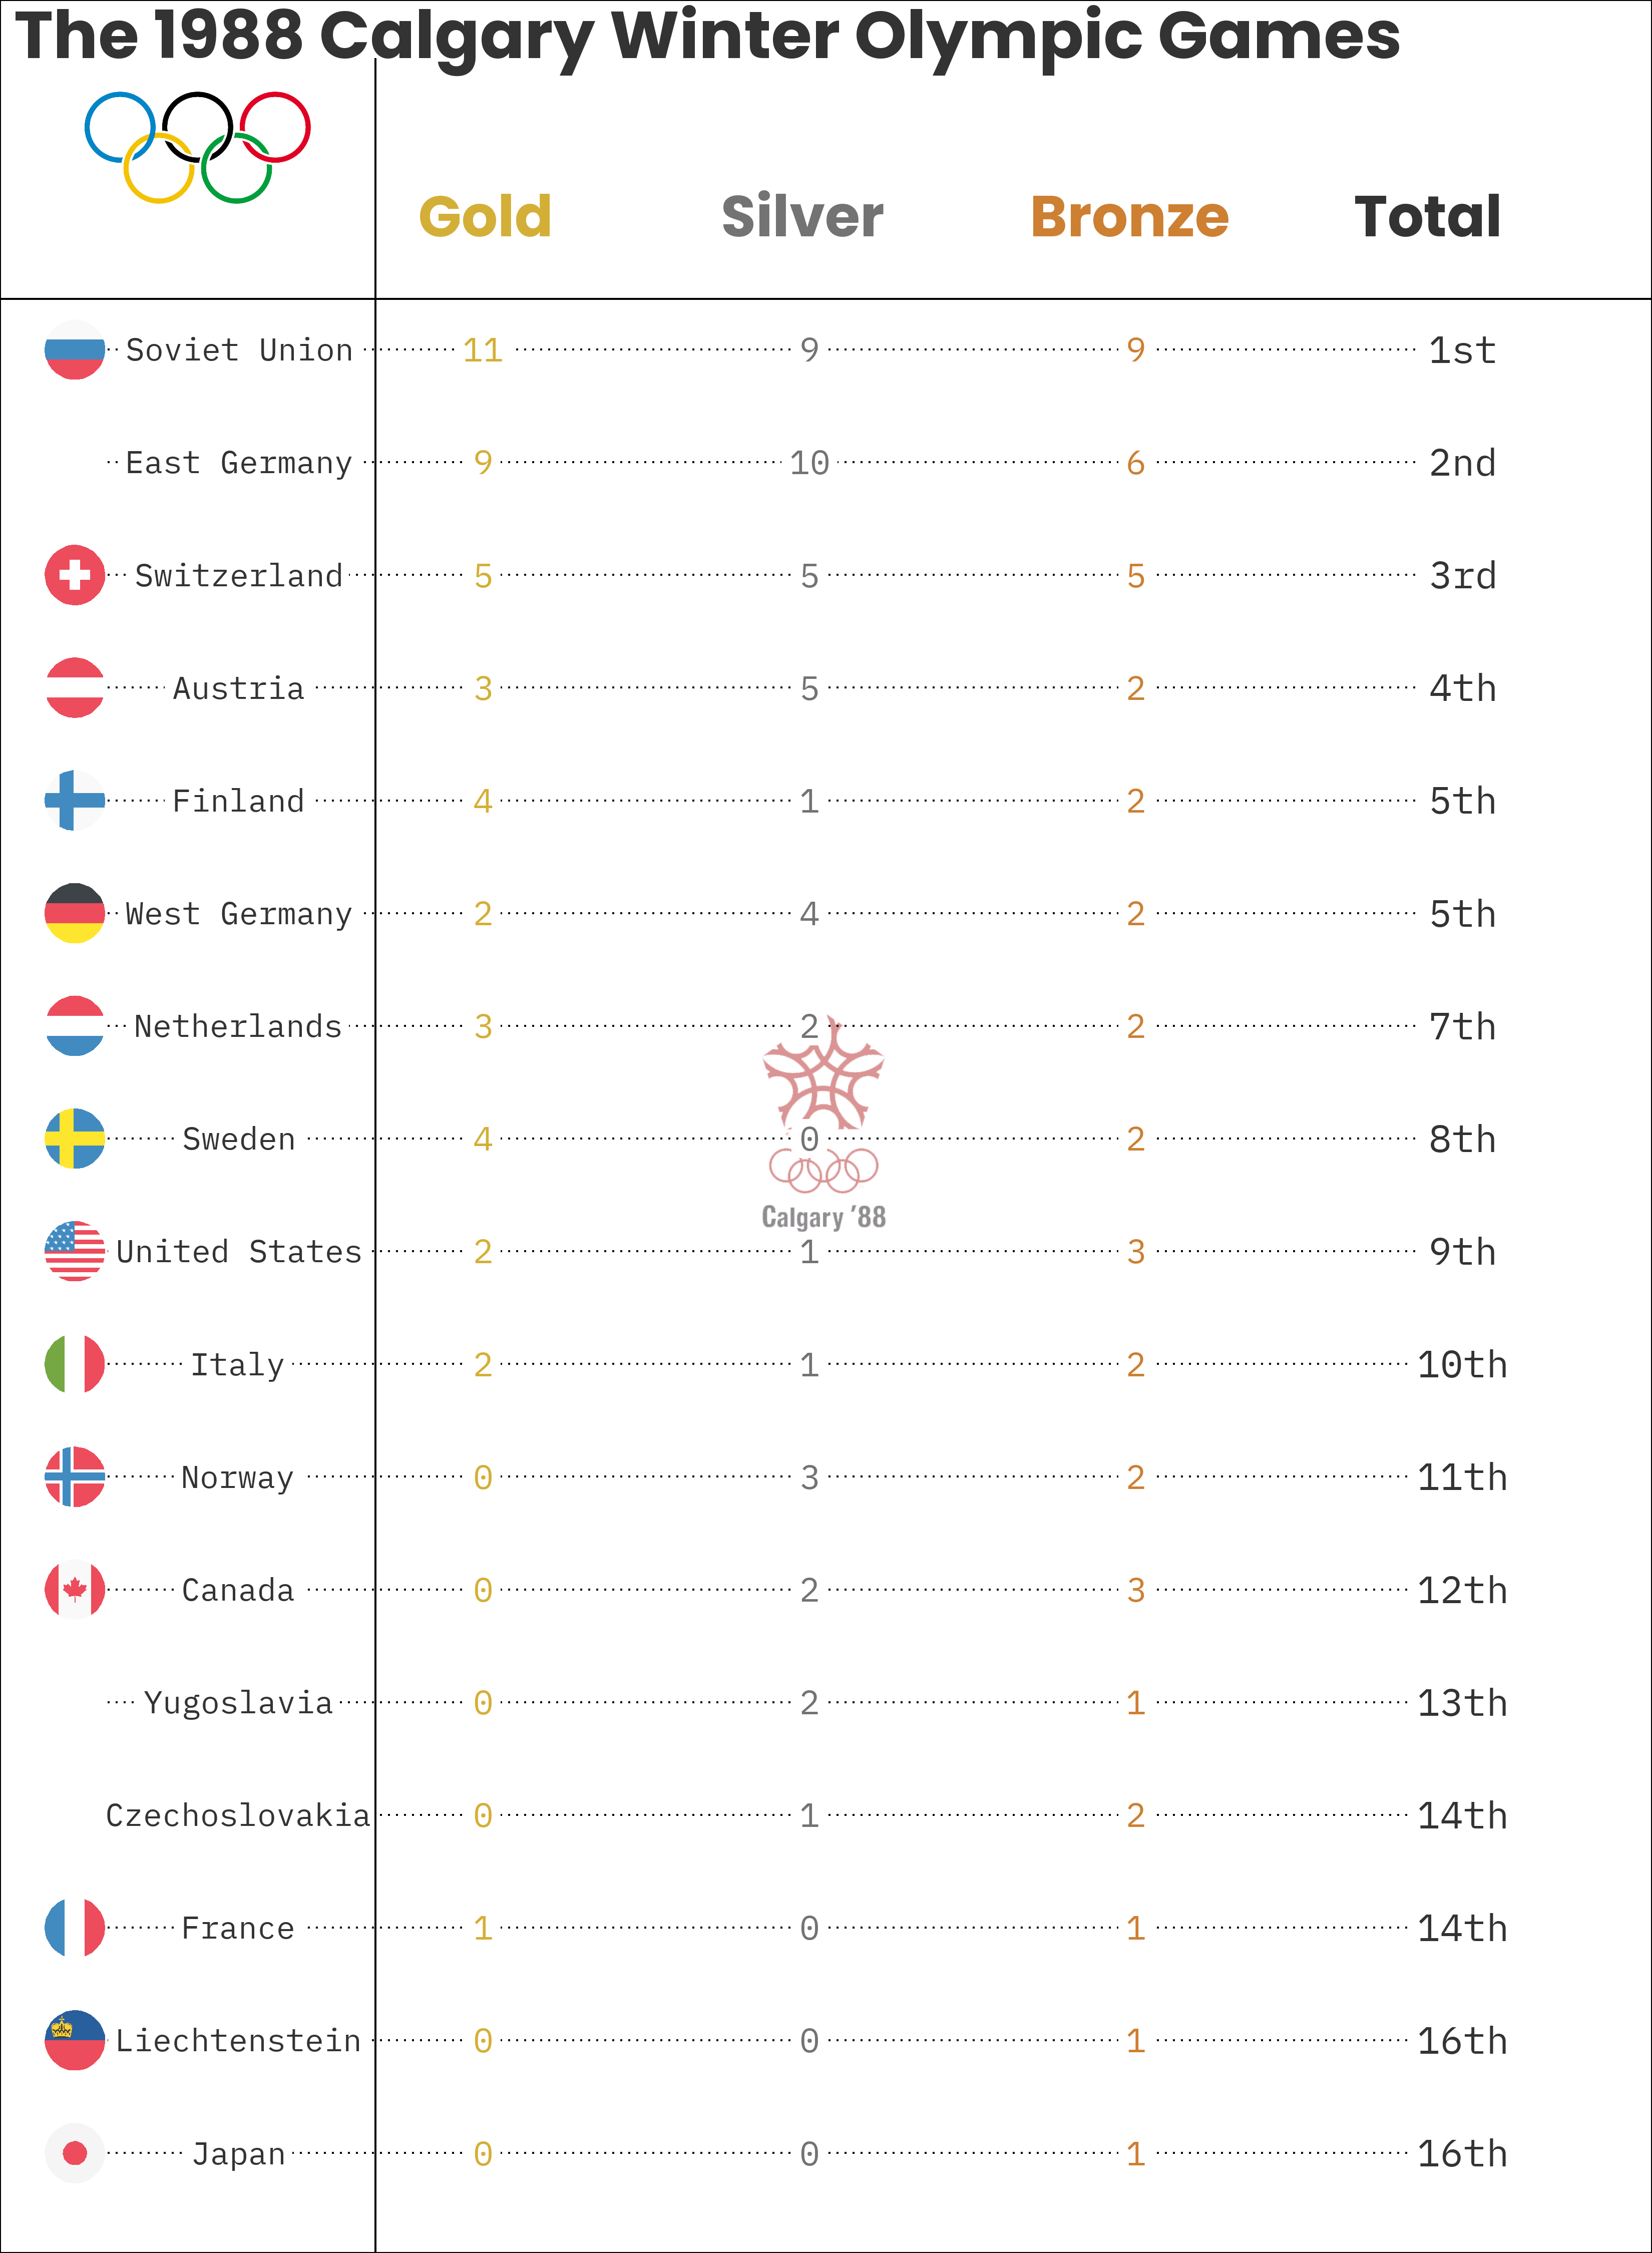 The 1988 Calgary Winter Olympic Games
Gold Silver Bronze Total
Soviet Union 11 9 9 1st
East Germany 9 10 6 2nd
Switzerland 5 5 5 3rd
Austria 3 5 2 4th
Finland 4 1 2 5th
West Germany 2 4 2 5th
Netherlands 3 2 2 7th
Sweden 4 0 2 8th
Calgary '88
United States 2 1 3 9th
Italy 2 1 2 10th
Norway 0 3 2 11th
Canada 0 2 3 12th
Yugoslavia 0 2 1 13th
Czechoslovakia 0 1 2 14th
France 1 0 1 14th
Liechtenstein 0 0 1 16th
Japan 0 0 1 16th